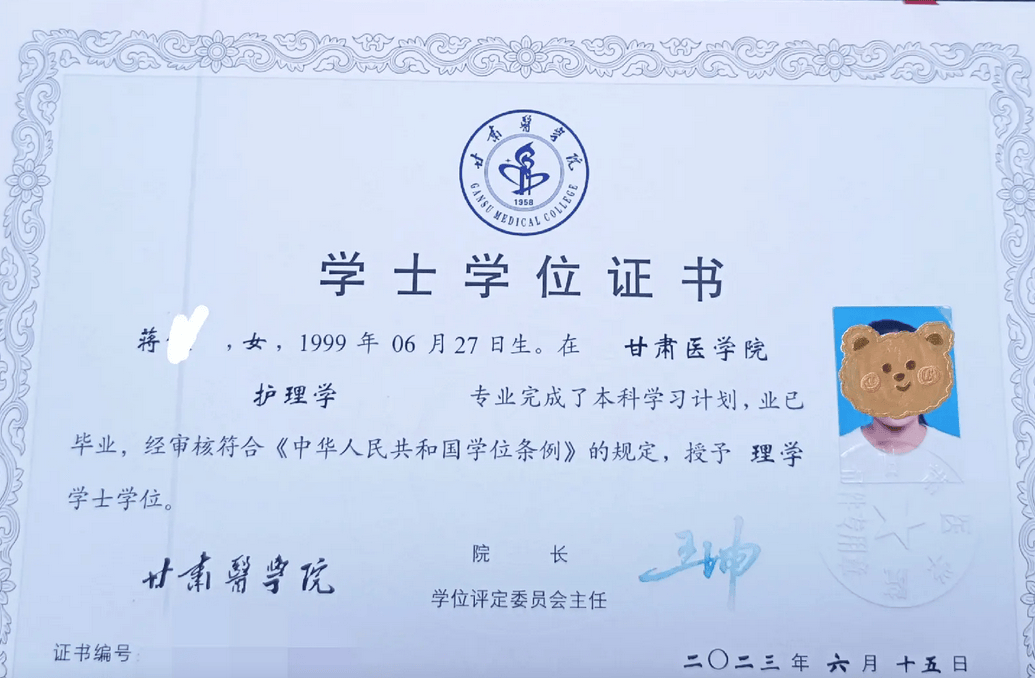 甘肃醫学院
GANSU MEDICAL COLLEGE
1958
学士学位证书
蒋 ，女，1999 年 06 月 27 日生。在 甘肃医学院
护理学 专业完成了本科学习计划，业已
毕业，经审核符合《中华人民共和国学位条例》的规定，授予 理学
学士学位。
甘肃醫学院
院 长
王坤
学位评定委员会主任
证书编号：
二〇二三 年 六 月 十五 日